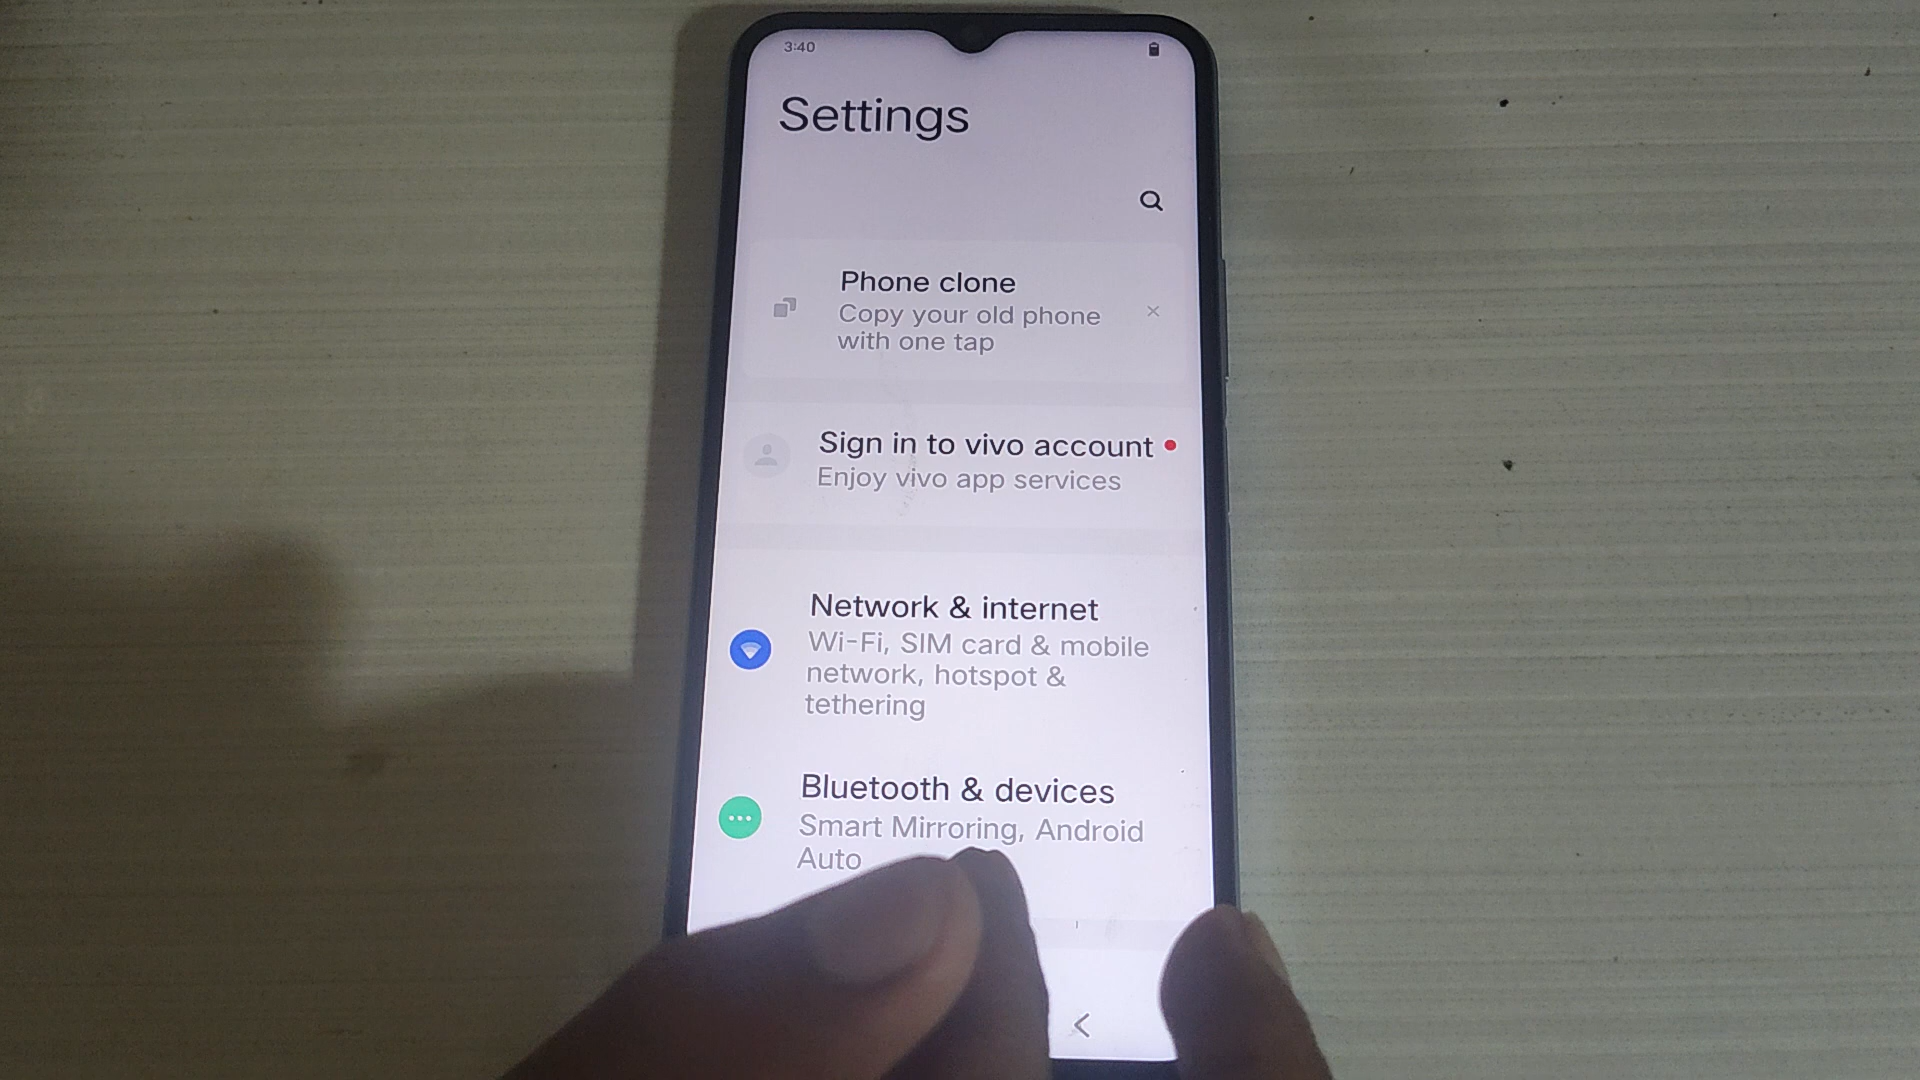 3:40
Settings
Phone clone
Copy your old phone
with one tap
Sign in to vivo account
Enjoy vivo app services
Network & internet
Wi-Fi, SIM card & mobile
network, hotspot &
tethering
Bluetooth & devices
Smart Mirroring, Android
Auto